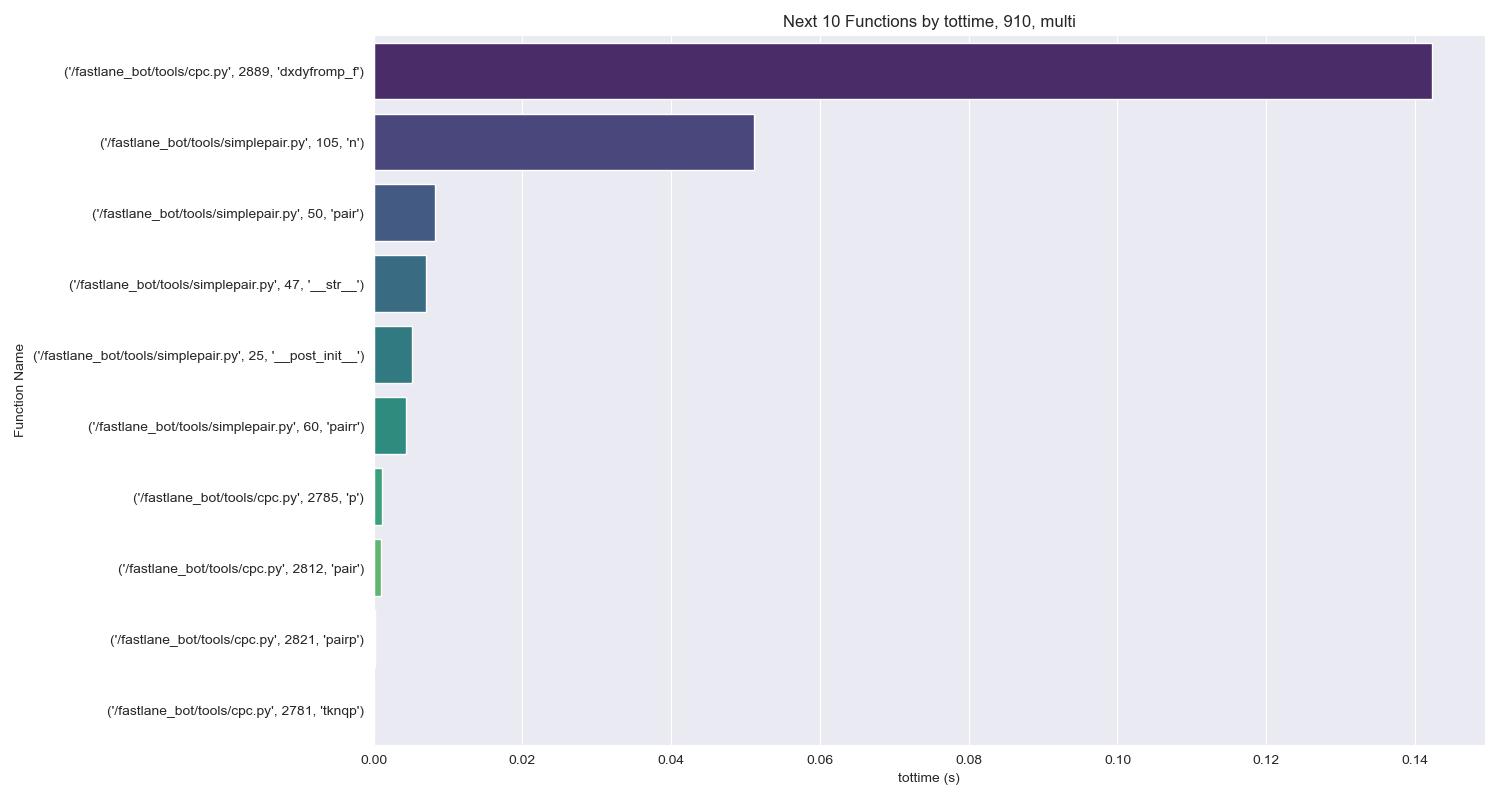 Next 10 Functions by tottime, 910, multi
('/fastlane_bot/tools/cpc.py', 2889, 'dxdyfromp_f')
('/fastlane_bot/tools/simplepair.py', 105, 'n')
('/fastlane_bot/tools/simplepair.py', 50, 'pair')
('/fastlane_bot/tools/simplepair.py', 47, '__str__')
('/fastlane_bot/tools/simplepair.py', 25, '__post_init__')
('/fastlane_bot/tools/simplepair.py', 60, 'pairr')
('/fastlane_bot/tools/cpc.py', 2785, 'p')
('/fastlane_bot/tools/cpc.py', 2812, 'pair')
('/fastlane_bot/tools/cpc.py', 2821, 'pairp')
('/fastlane_bot/tools/cpc.py', 2781, 'tknqp')
Function Name
0.00 0.02 0.04 0.06 0.08 0.10 0.12 0.14
tottime (s)